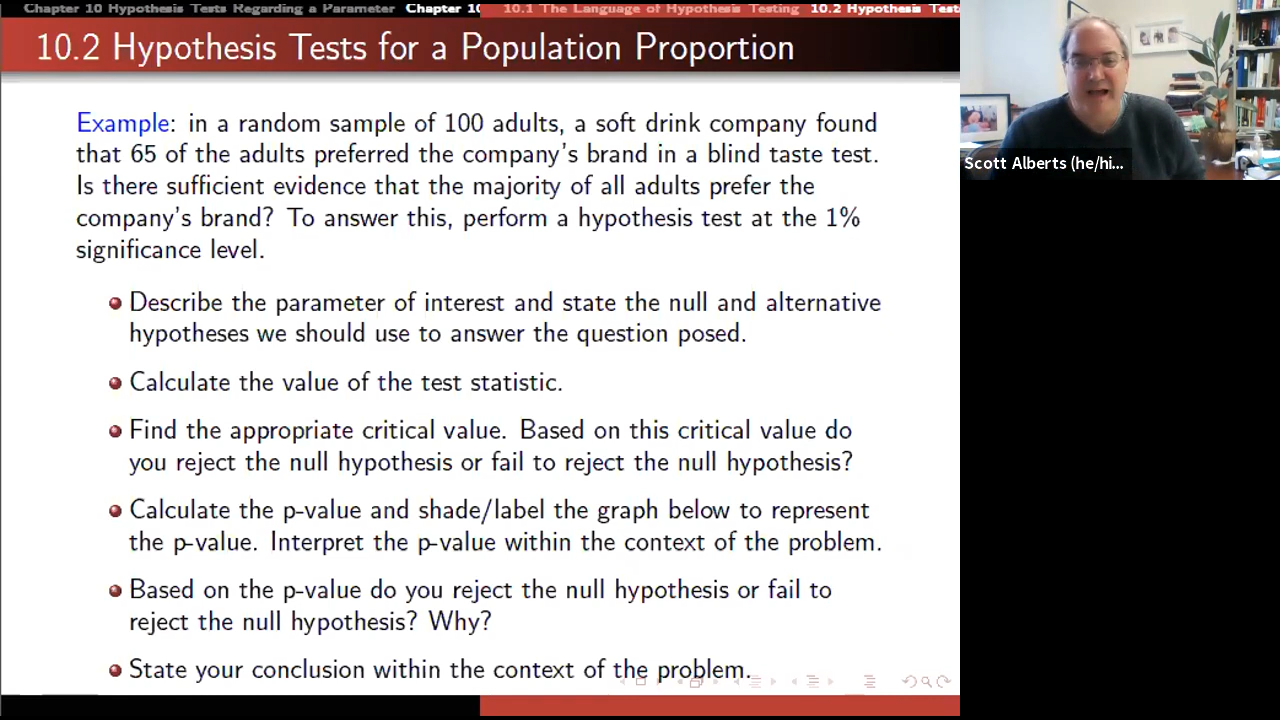 Chapter 10 Hypothesis Tests Regarding a Parameter Chapter 10
10.1 The Language of Hypothesis Testing 10.2 Hypothesis Test
10.2 Hypothesis Tests for a Population Proportion
Example: in a random sample of 100 adults, a soft drink company found
that 65 of the adults preferred the company's brand in a blind taste test.
Is there sufficient evidence that the majority of all adults prefer the
company's brand? To answer this, perform a hypothesis test at the 1%
significance level.
Describe the parameter of interest and state the null and alternative
hypotheses we should use to answer the question posed.
Calculate the value of the test statistic.
Find the appropriate critical value. Based on this critical value do
you reject the null hypothesis or fail to reject the null hypothesis?
Calculate the p-value and shade/label the graph below to represent
the p-value. Interpret the p-value within the context of the problem.
Based on the p-value do you reject the null hypothesis or fail to
reject the null hypothesis? Why?
State your conclusion within the context of the problem.
Scott Alberts (he/hi...